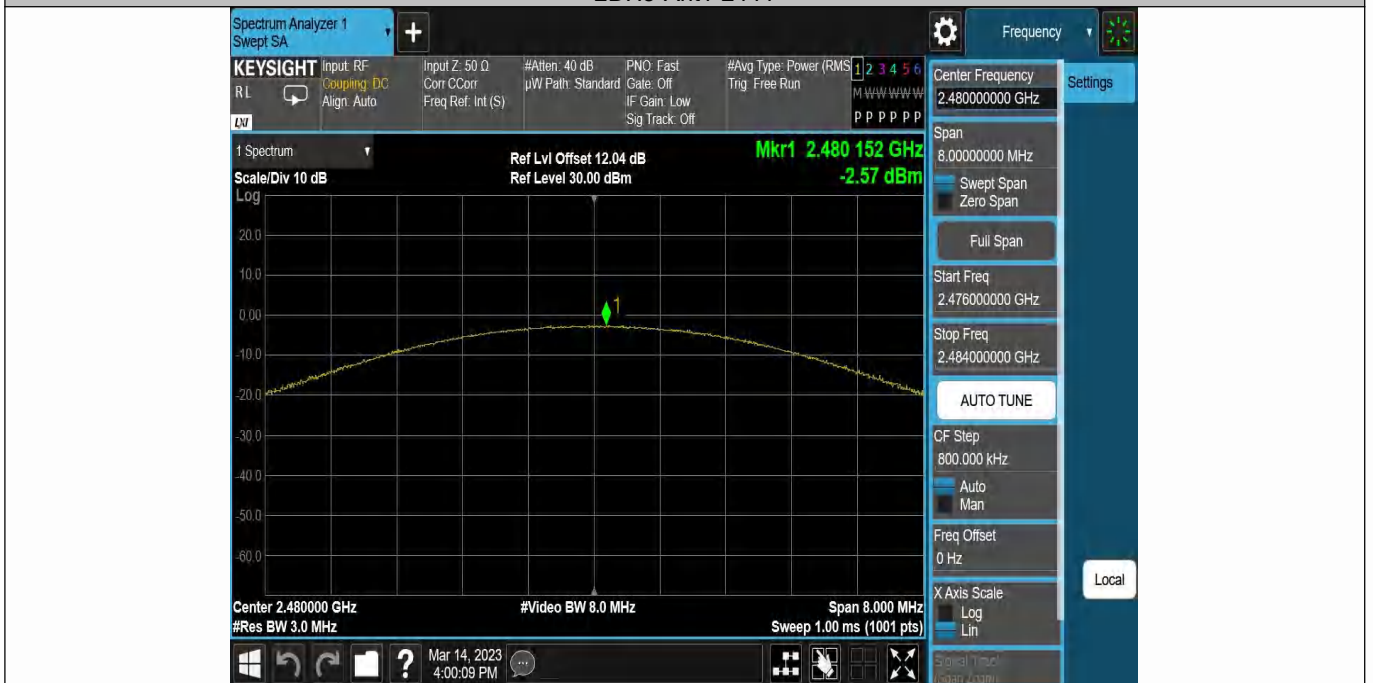 Spectrum Analyzer 1
Swept SA
+
Frequency
KEYSIGHT
RL
LXI
Input: RF
Coupling: DC
Align: Auto
Input Z: 50 Ω
Corr CCorr
Freq Ref: Int (S)
#Atten: 40 dB
µW Path: Standard
PNO: Fast
Gate: Off
IF Gain: Low
Sig Track: Off
#Avg Type: Power (RMS
Trig: Free Run
1 2 3 4 5 6
M W W W W W
P P P P P P
Center Frequency
2.480000000 GHz
Settings
Span
8.00000000 MHz
Swept Span
Zero Span
Full Span
Start Freq
2.476000000 GHz
Stop Freq
2.484000000 GHz
AUTO TUNE
CF Step
800.000 kHz
Auto
Man
Freq Offset
0 Hz
X Axis Scale
Log
Lin
Signal Track
(Span Zoom)
Local
1 Spectrum
Scale/Div 10 dB
Ref Lvl Offset 12.04 dB
Ref Level 30.00 dBm
Mkr1 2.480 152 GHz
-2.57 dBm
Log
20.0
10.0
0.00
-10.0
-20.0
-30.0
-40.0
-50.0
-60.0
1
Center 2.480000 GHz
#Res BW 3.0 MHz
#Video BW 8.0 MHz
Span 8.000 MHz
Sweep 1.00 ms (1001 pts)
?
Mar 14, 2023
4:00:09 PM